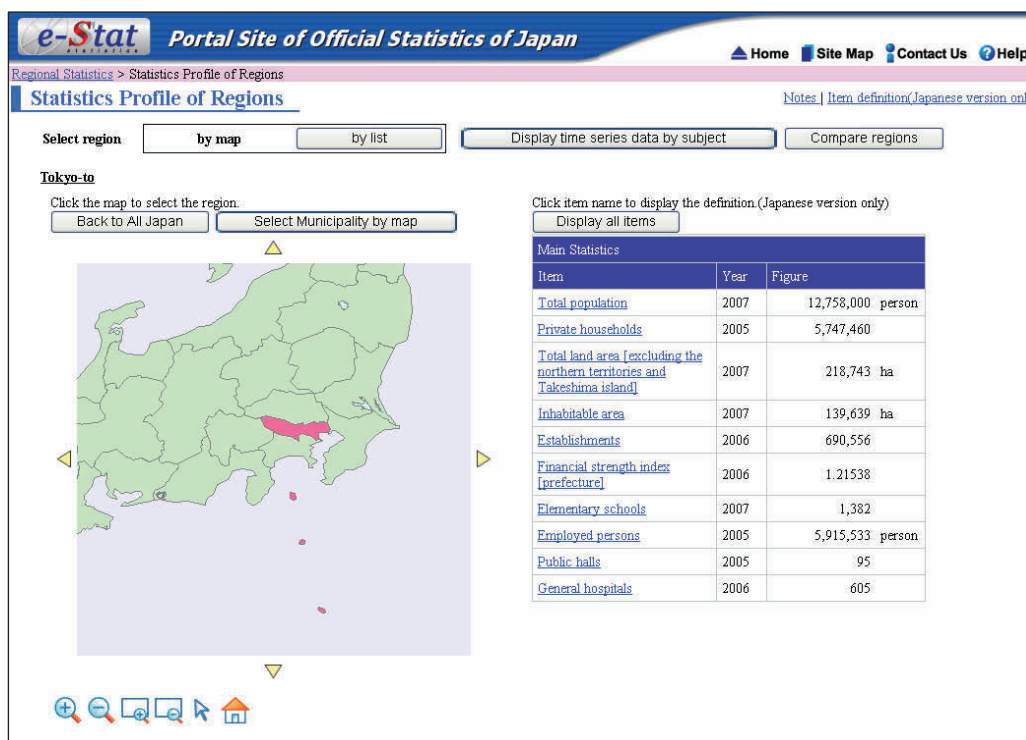 e-Stat
statistics
Portal Site of Official Statistics of Japan
Home Site Map Contact Us Help
Regional Statistics > Statistics Profile of Regions
Statistics Profile of Regions
Notes | Item definition(Japanese version onl
Select region by map by list Display time series data by subject Compare regions
Tokyo-to
Click the map to select the region.
Back to All Japan Select Municipality by map
Click item name to display the definition.(Japanese version only)
Display all items
Main Statistics
Item Year Figure
Total population 2007 12,758,000 person
Private households 2005 5,747,460
Total land area [excluding the
northern territories and
Takeshima island] 2007 218,743 ha
Inhabitable area 2007 139,639 ha
Establishments 2006 690,556
Financial strength index
[prefecture] 2006 1.21538
Elementary schools 2007 1,382
Employed persons 2005 5,915,533 person
Public halls 2005 95
General hospitals 2006 605